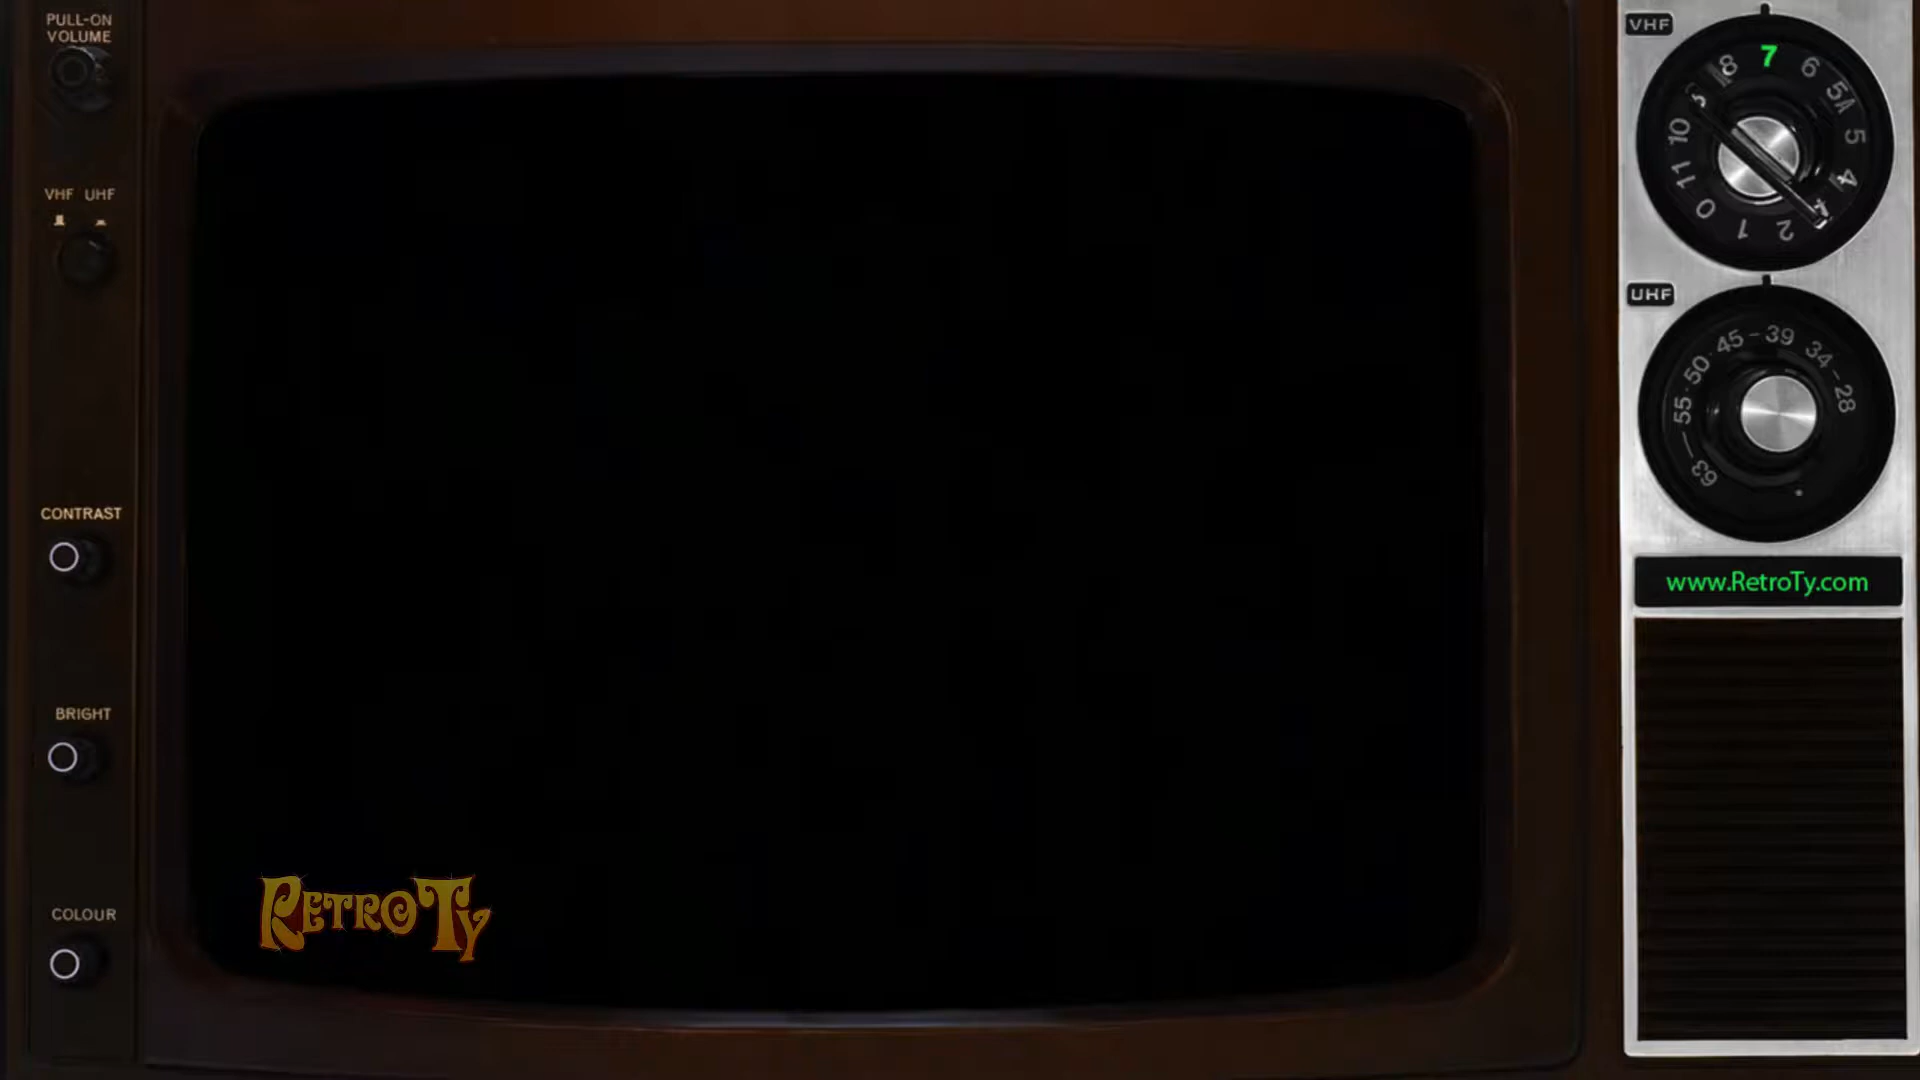 PULL-ON
VOLUME
VHF UHF
CONTRAST
BRIGHT
COLOUR
RETROTY
VHF
7
6
5A
5
4
2
1
0
11
10
8
UHF
63 55 50 45 39 34 28
www.RetroTy.com